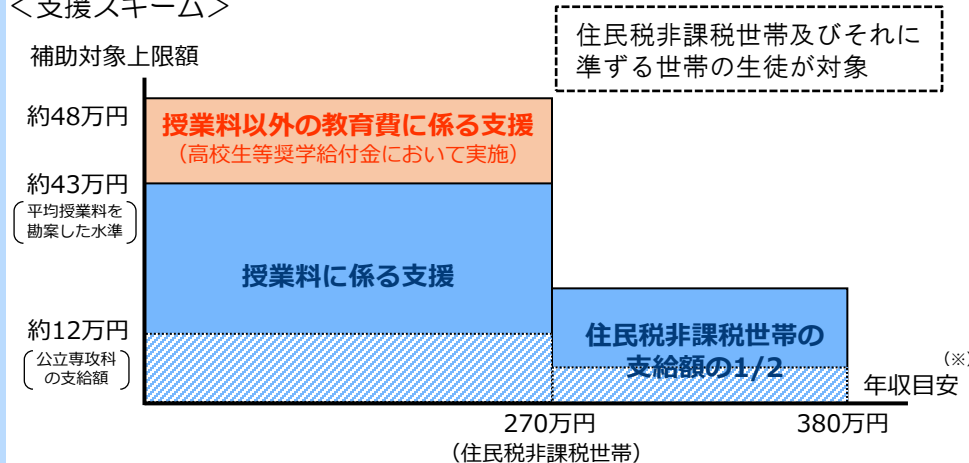 ＜支援スキーム＞
住民税非課税世帯及びそれに
準ずる世帯の生徒が対象
補助対象上限額
約48万円
授業料以外の教育費に係る支援
（高校生等奨学給付金において実施）
約43万円
平均授業料を
勘案した水準
授業料に係る支援
約12万円
公立専攻科
の支給額
住民税非課税世帯の
支給額の1/2
（※）
年収目安
270万円
（住民税非課税世帯）
380万円